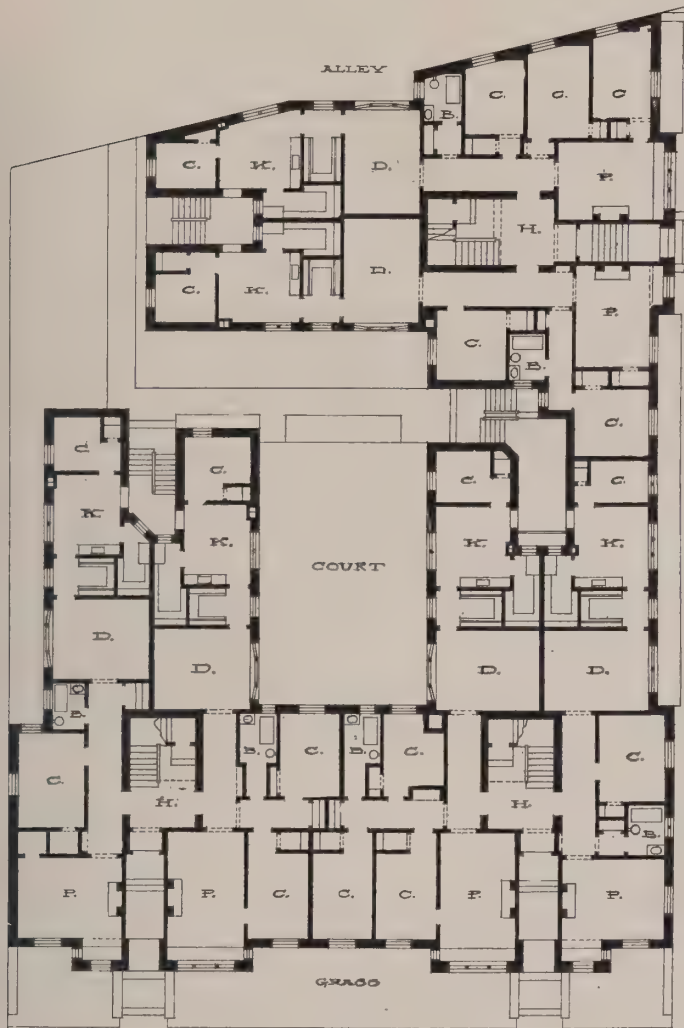 ALLEY
C. C. C
B.
C. K. D. P.
H.
C. K. D.
P.
C.
B.
C.
C.
C. C. C.
K. K. K. K.
COURT
D. D. D. D.
B.
B. C. B. C. C.
C.
H. H.
B.
P. P. C. C. C. P. P.
GRASS